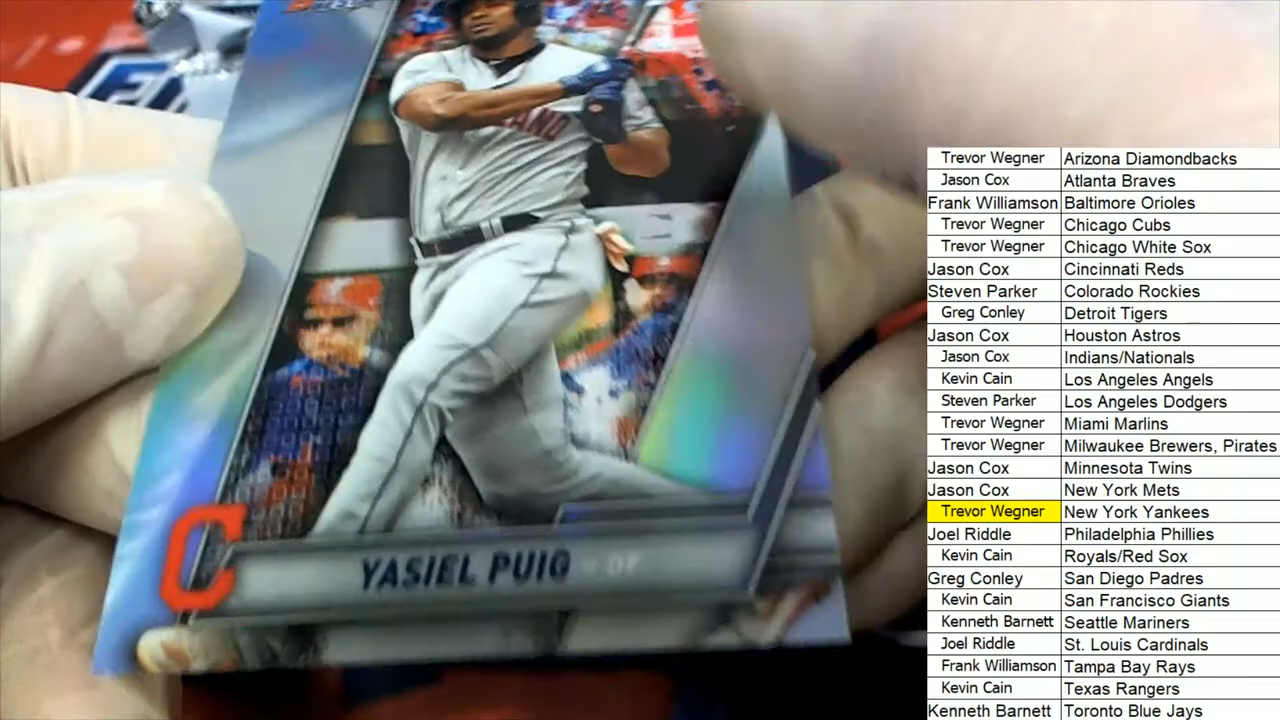 YASIEL PUIG - OF
C
Trevor Wegner Arizona Diamondbacks
Jason Cox Atlanta Braves
Frank Williamson Baltimore Orioles
Trevor Wegner Chicago Cubs
Trevor Wegner Chicago White Sox
Jason Cox Cincinnati Reds
Steven Parker Colorado Rockies
Greg Conley Detroit Tigers
Jason Cox Houston Astros
Jason Cox Indians/Nationals
Kevin Cain Los Angeles Angels
Steven Parker Los Angeles Dodgers
Trevor Wegner Miami Marlins
Trevor Wegner Milwaukee Brewers, Pirates
Jason Cox Minnesota Twins
Jason Cox New York Mets
Trevor Wegner New York Yankees
Joel Riddle Philadelphia Phillies
Kevin Cain Royals/Red Sox
Greg Conley San Diego Padres
Kevin Cain San Francisco Giants
Kenneth Barnett Seattle Mariners
Joel Riddle St. Louis Cardinals
Frank Williamson Tampa Bay Rays
Kevin Cain Texas Rangers
Kenneth Barnett Toronto Blue Jays